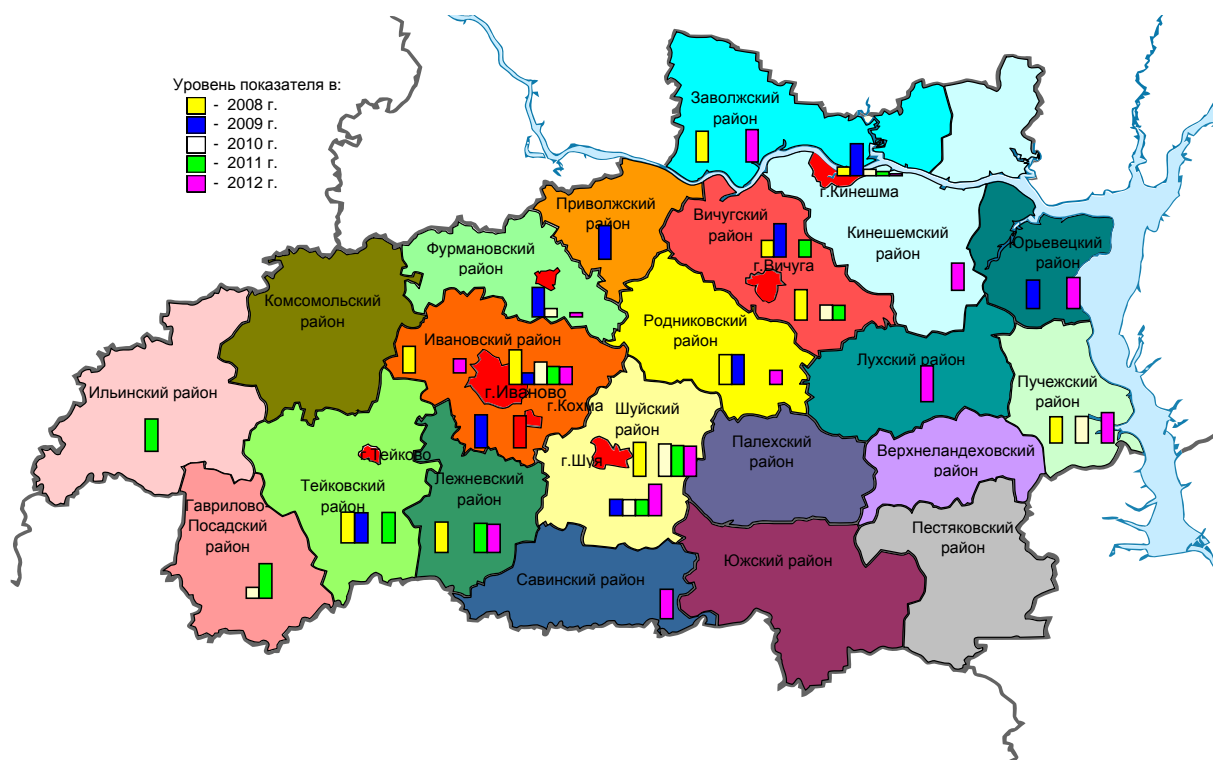 Уровень показателя в:
- 2008 г.
- 2009 г.
- 2010 г.
- 2011 г.
- 2012 г.
Заволжский
район
г.Кинешма
Приволжский
район
Вичугский
район
г.Вичуга
Кинешемский
район
Юрьевецкий
район
Фурмановский
район
Комсомольский
район
Ивановский район
г.Иваново
г.Кохма
Родниковский
район
Лухский район
Пучежский
район
Ильинский район
г.Тейково
Тейковский
район
Лежневский
район
Шуйский
район
г.Шуя
Палехский
район
Верхнеландеховский
район
Гаврилово-
Посадский
район
Савинский район
Южский район
Пестяковский
район